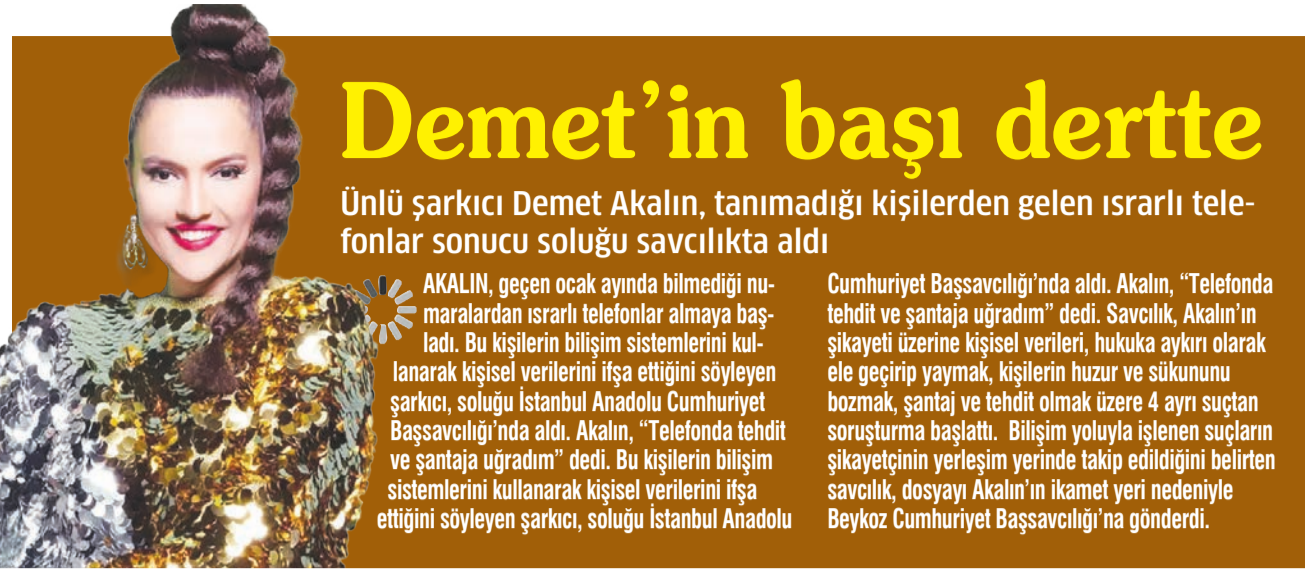 Demet’in başı dertte
Ünlü şarkıcı Demet Akalın, tanımadığı kişilerden gelen ısrarlı tele-
fonlar sonucu soluğu savcılıkta aldı
AKALIN, geçen ocak ayında bilmediği nu-
maralardan ısrarlı telefonlar almaya baş-
ladı. Bu kişilerin bilişim sistemlerini kul-
lanarak kişisel verilerini ifşa ettiğini söyleyen
şarkıcı, soluğu İstanbul Anadolu Cumhuriyet
Başsavcılığı’nda aldı. Akalın, “Telefonda tehdit
ve şantaja uğradım” dedi. Bu kişilerin bilişim
sistemlerini kullanarak kişisel verilerini ifşa
ettiğini söyleyen şarkıcı, soluğu İstanbul Anadolu
Cumhuriyet Başsavcılığı’nda aldı. Akalın, “Telefonda
tehdit ve şantaja uğradım” dedi. Savcılık, Akalın’ın
şikayeti üzerine kişisel verileri, hukuka aykırı olarak
ele geçirip yaymak, kişilerin huzur ve sükununu
bozmak, şantaj ve tehdit olmak üzere 4 ayrı suçtan
soruşturma başlattı.  Bilişim yoluyla işlenen suçların
şikayetçinin yerleşim yerinde takip edildiğini belirten
savcılık, dosyayı Akalın’ın ikamet yeri nedeniyle
Beykoz Cumhuriyet Başsavcılığı’na gönderdi.